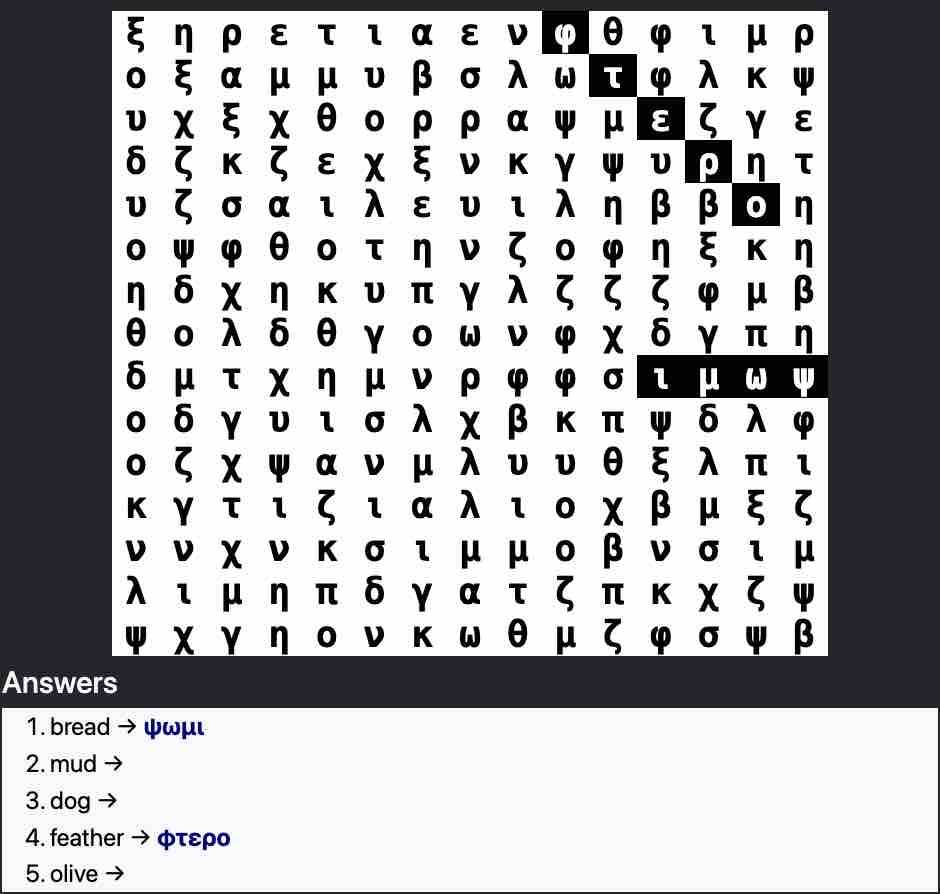 ξ η ρ ε τ ι α ε ν φ θ φ ι μ ρ
ο ξ α μ μ υ β σ λ ω τ φ λ κ ψ
υ χ ξ χ θ ο ρ ρ α ψ μ ε ζ γ ε
δ ζ κ ζ ε χ ξ ν κ γ ψ υ ρ η τ
υ ζ σ α ι λ ε υ ι λ η β β ο η
ο ψ φ θ ο τ η ν ζ ο φ η ξ κ η
η δ χ η κ υ π γ λ ζ ζ ζ φ μ β
θ ο λ δ θ γ ο ω ν φ χ δ γ π η
δ μ τ χ η μ ν ρ φ φ σ ι μ ω ψ
ο δ γ υ ι σ λ χ β κ π ψ δ λ φ
ο ζ χ ψ α ν μ λ υ υ θ ξ λ π ι
κ γ τ ι ζ ι α λ ι ο χ β μ ξ ζ
ν ν χ ν κ σ ι μ μ ο β ν σ ι μ
λ ι μ η π δ γ α τ ζ π κ χ ζ ψ
ψ χ γ η ο ν κ ω θ μ ζ φ σ ψ β
Answers
1. bread → ψωμι
2. mud →
3. dog →
4. feather → φτερο
5. olive →